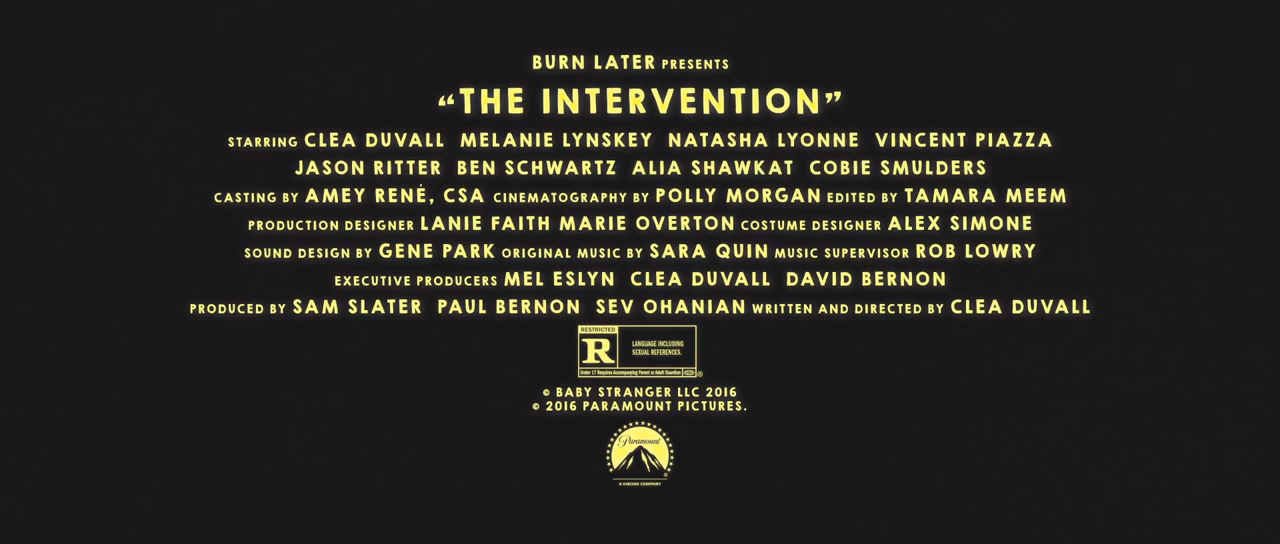 BURN LATER PRESENTS
“THE INTERVENTION”
STARRING CLEA DUVALL MELANIE LYNSKEY NATASHA LYONNE VINCENT PIAZZA
JASON RITTER BEN SCHWARTZ ALIA SHAWKAT COBIE SMULDERS
CASTING BY AMEY RENÉ, CSA CINEMATOGRAPHY BY POLLY MORGAN EDITED BY TAMARA MEEM
PRODUCTION DESIGNER LANIE FAITH MARIE OVERTON COSTUME DESIGNER ALEX SIMONE
SOUND DESIGN BY GENE PARK ORIGINAL MUSIC BY SARA QUIN MUSIC SUPERVISOR ROB LOWRY
EXECUTIVE PRODUCERS MEL ESLYN CLEA DUVALL DAVID BERNON
PRODUCED BY SAM SLATER PAUL BERNON SEV OHANIAN WRITTEN AND DIRECTED BY CLEA DUVALL
RESTRICTED
R
LANGUAGE INCLUDING
SEXUAL REFERENCES.
Under 17 Requires Accompanying Parent or Adult Guardian ®
© BABY STRANGER LLC 2016
© 2016 PARAMOUNT PICTURES.
Paramount ®
A VIACOM COMPANY